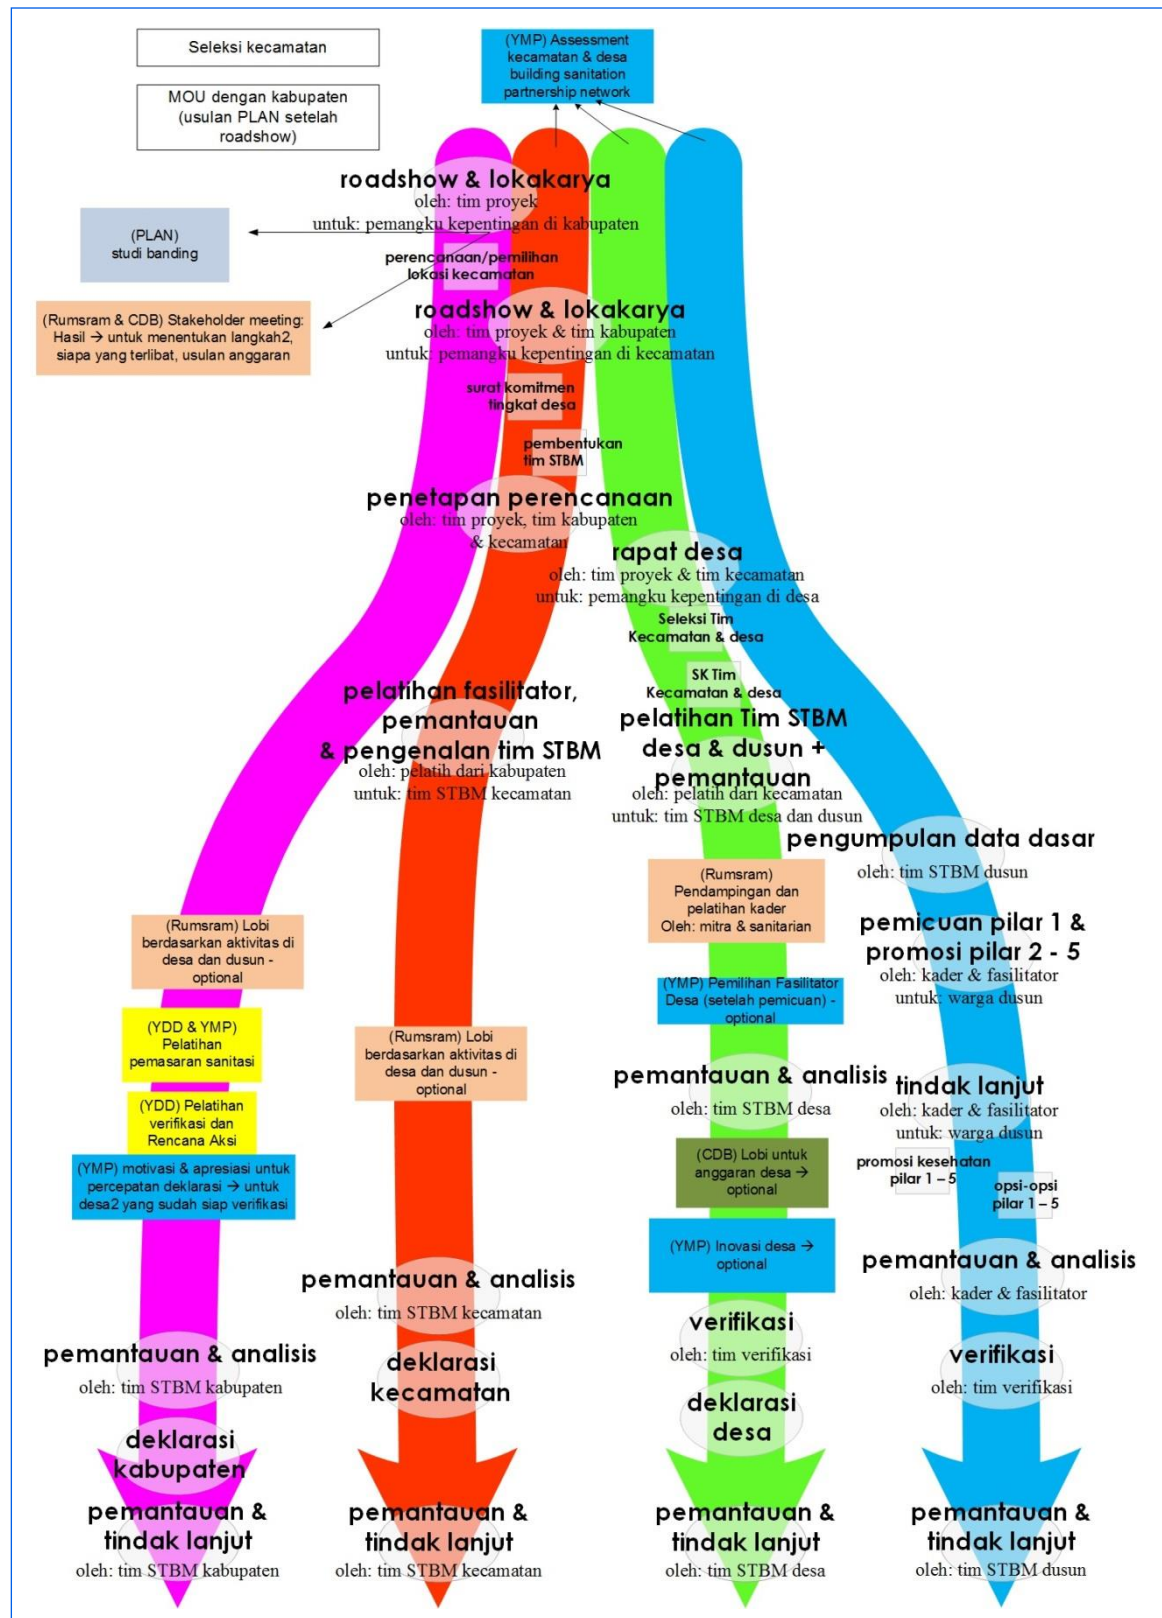 Seleksi kecamatan
MOU dengan kabupaten
(usulan PLAN setelah
roadshow)
(YMP) Assessment
kecamatan & desa
building sanitation
partnership network
roadshow & lokakarya
oleh: tim proyek
untuk: pemangku kepentingan di kabupaten
(PLAN)
studi banding
perencanaan/pemilihan
lokasi kecamatan
(Rumsram & CDB) Stakeholder meeting:
Hasil → untuk menentukan langkah2,
siapa yang terlibat, usulan anggaran
roadshow & lokakarya
oleh: tim proyek & tim kabupaten
untuk: pemangku kepentingan di kecamatan
surat komitmen
tingkat desa
pembentukan
tim STBM
penetapan perencanaan
oleh: tim proyek, tim kabupaten
& kecamatan
rapat desa
oleh: tim proyek & tim kecamatan
untuk: pemangku kepentingan di desa
Seleksi Tim
Kecamatan & desa
SK Tim
Kecamatan & desa
pelatihan fasilitator,
pemantauan
& pengenalan tim STBM
oleh: pelatih dari kabupaten
untuk: tim STBM kecamatan
pelatihan Tim STBM
desa & dusun +
pemantauan
oleh: pelatih dari kecamatan
untuk: tim STBM desa dan dusun
pengumpulan data dasar
oleh: tim STBM dusun
(Rumsram)
Pendampingan dan
pelatihan kader
Oleh: mitra & sanitarian
pemicuan pilar 1 &
promosi pilar 2 - 5
oleh: kader & fasilitator
untuk: warga dusun
(Rumsram) Lobi
berdasarkan aktivitas di
desa dan dusun -
optional
(YMP) Pemilihan Fasilitator
Desa (setelah pemicuan) -
optional
(YDD & YMP)
Pelatihan
pemasaran sanitasi
(Rumsram) Lobi
berdasarkan aktivitas di
desa dan dusun -
optional
pemantauan & analisis
oleh: tim STBM desa
tindak lanjut
oleh: kader & fasilitator
untuk: warga dusun
(YDD) Pelatihan
verifikasi dan
Rencana Aksi
(CDB) Lobi untuk
anggaran desa →
optional
promosi kesehatan
pilar 1 – 5
opsi-opsi
pilar 1 – 5
(YMP) motivasi & apresiasi untuk
percepatan deklarasi → untuk
desa2 yang sudah siap verifikasi
(YMP) Inovasi desa →
optional
pemantauan & analisis
oleh: kader & fasilitator
pemantauan & analisis
oleh: tim STBM kecamatan
verifikasi
oleh: tim verifikasi
pemantauan & analisis
oleh: tim STBM kabupaten
deklarasi
kecamatan
verifikasi
oleh: tim verifikasi
deklarasi
desa
deklarasi
kabupaten
pemantauan &
tindak lanjut
oleh: tim STBM kabupaten
pemantauan &
tindak lanjut
oleh: tim STBM kecamatan
pemantauan &
tindak lanjut
oleh: tim STBM desa
pemantauan &
tindak lanjut
oleh: tim STBM dusun